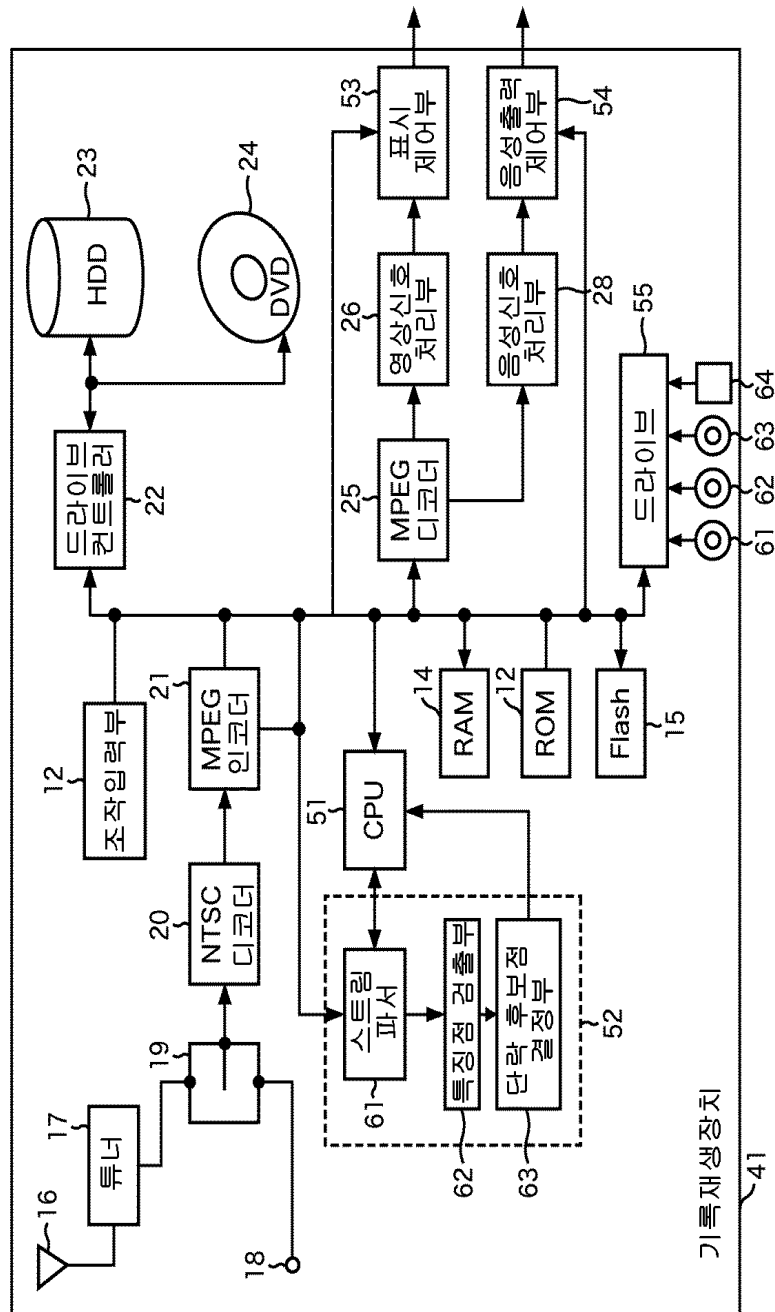 기록재생장치
41
16
튜너
17
18
19
NTSC
디코더
20
MPEG
인코더
21
조작입력부
12
드라이브
컨트롤러
22
HDD
23
DVD
24
스트림
파서
61
특징점 검출부
62
단락 후보점
결정부
63
52
CPU
51
RAM
14
ROM
12
Flash
15
MPEG
디코더
25
영상신호
처리부
26
표시
제어부
53
음성신호
처리부
28
음성출력
제어부
54
드라이브
55
61
62
63
64